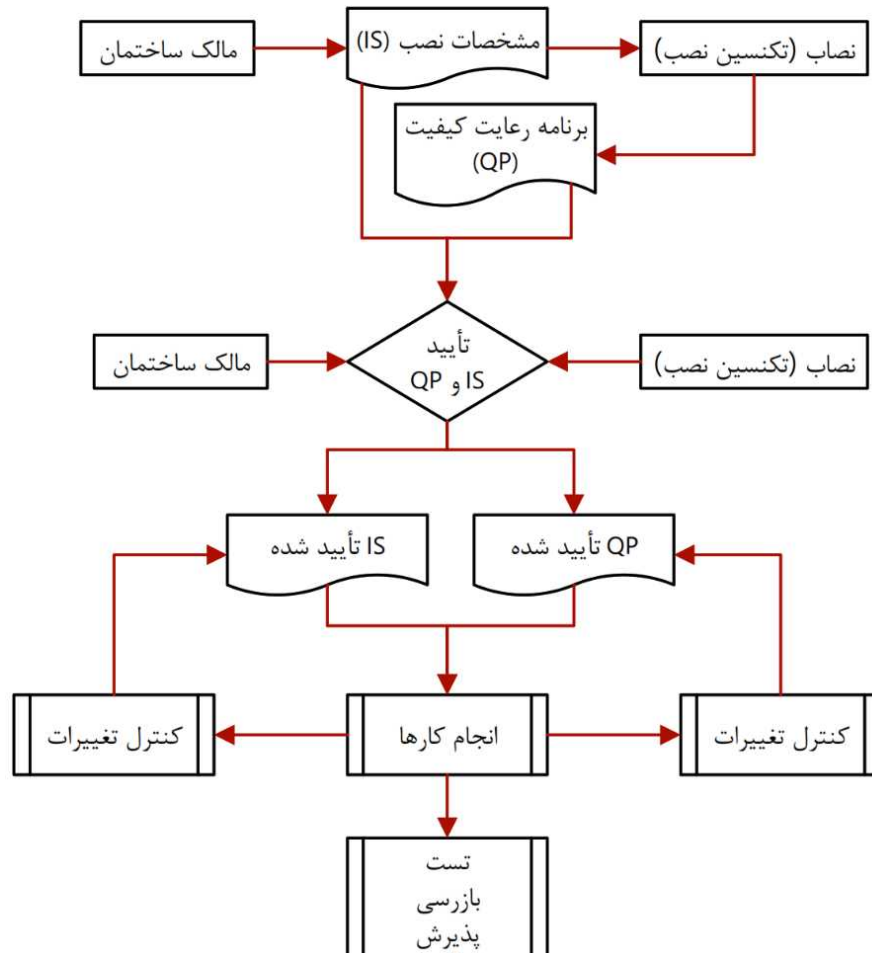 مالک ساختمان
مشخصات نصب (IS)
نصاب (تکنسین نصب)
برنامه رعایت کیفیت
(QP)
مالک ساختمان
تأیید
IS و QP
نصاب (تکنسین نصب)
IS تأیید شده
QP تأیید شده
کنترل تغییرات
انجام کارها
کنترل تغییرات
تست
بازرسی
پذیرش